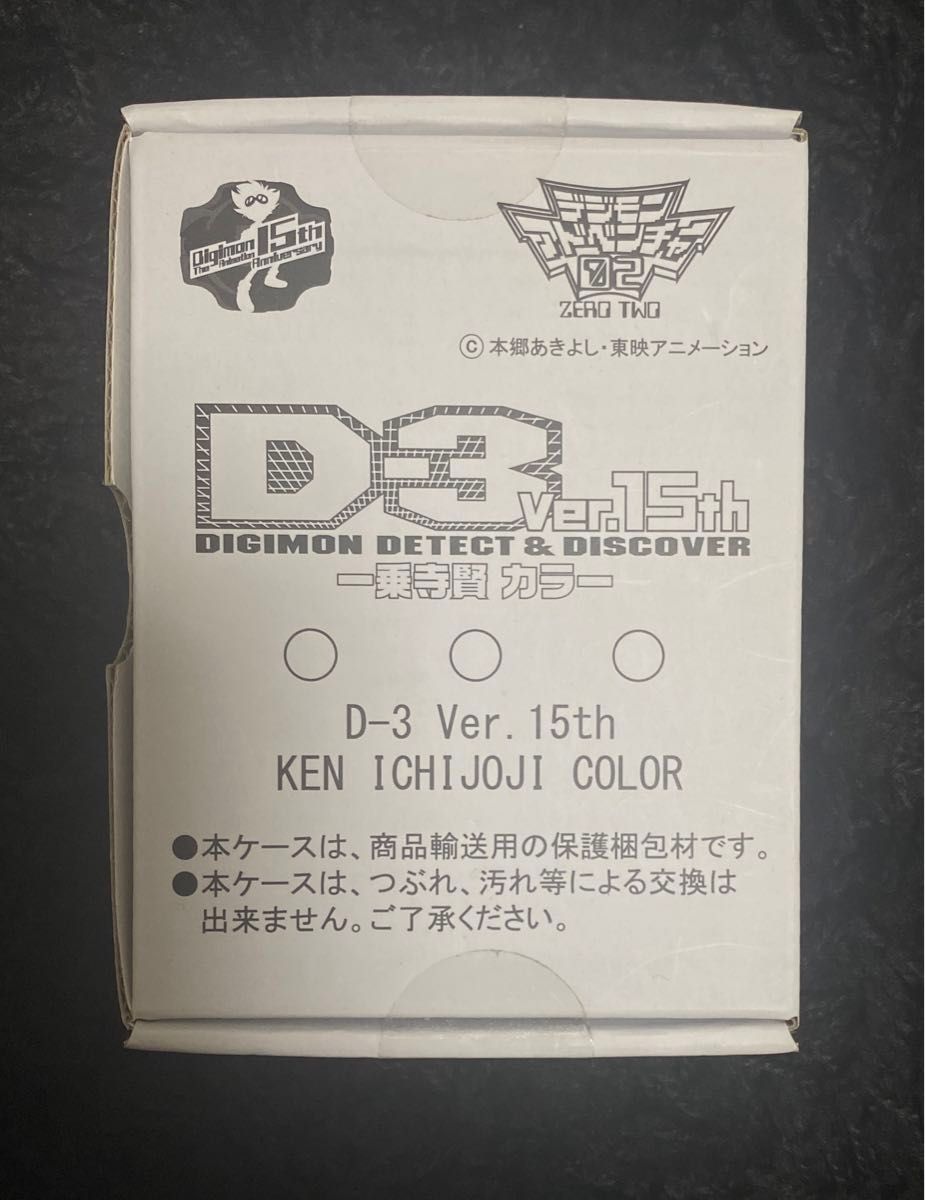 Digimon 15th
The Animation Anniversary
デジモン
アドベンチャー
02
ZERO TWO
©本郷あきよし・東映アニメーション
D-3 Ver.15th
DIGIMON DETECT & DISCOVER
一乗寺賢 カラー
D-3 Ver.15th
KEN ICHIJOJI COLOR
●本ケースは、商品輸送用の保護梱包材です。
●本ケースは、つぶれ、汚れ等による交換は
出来ません。ご了承ください。